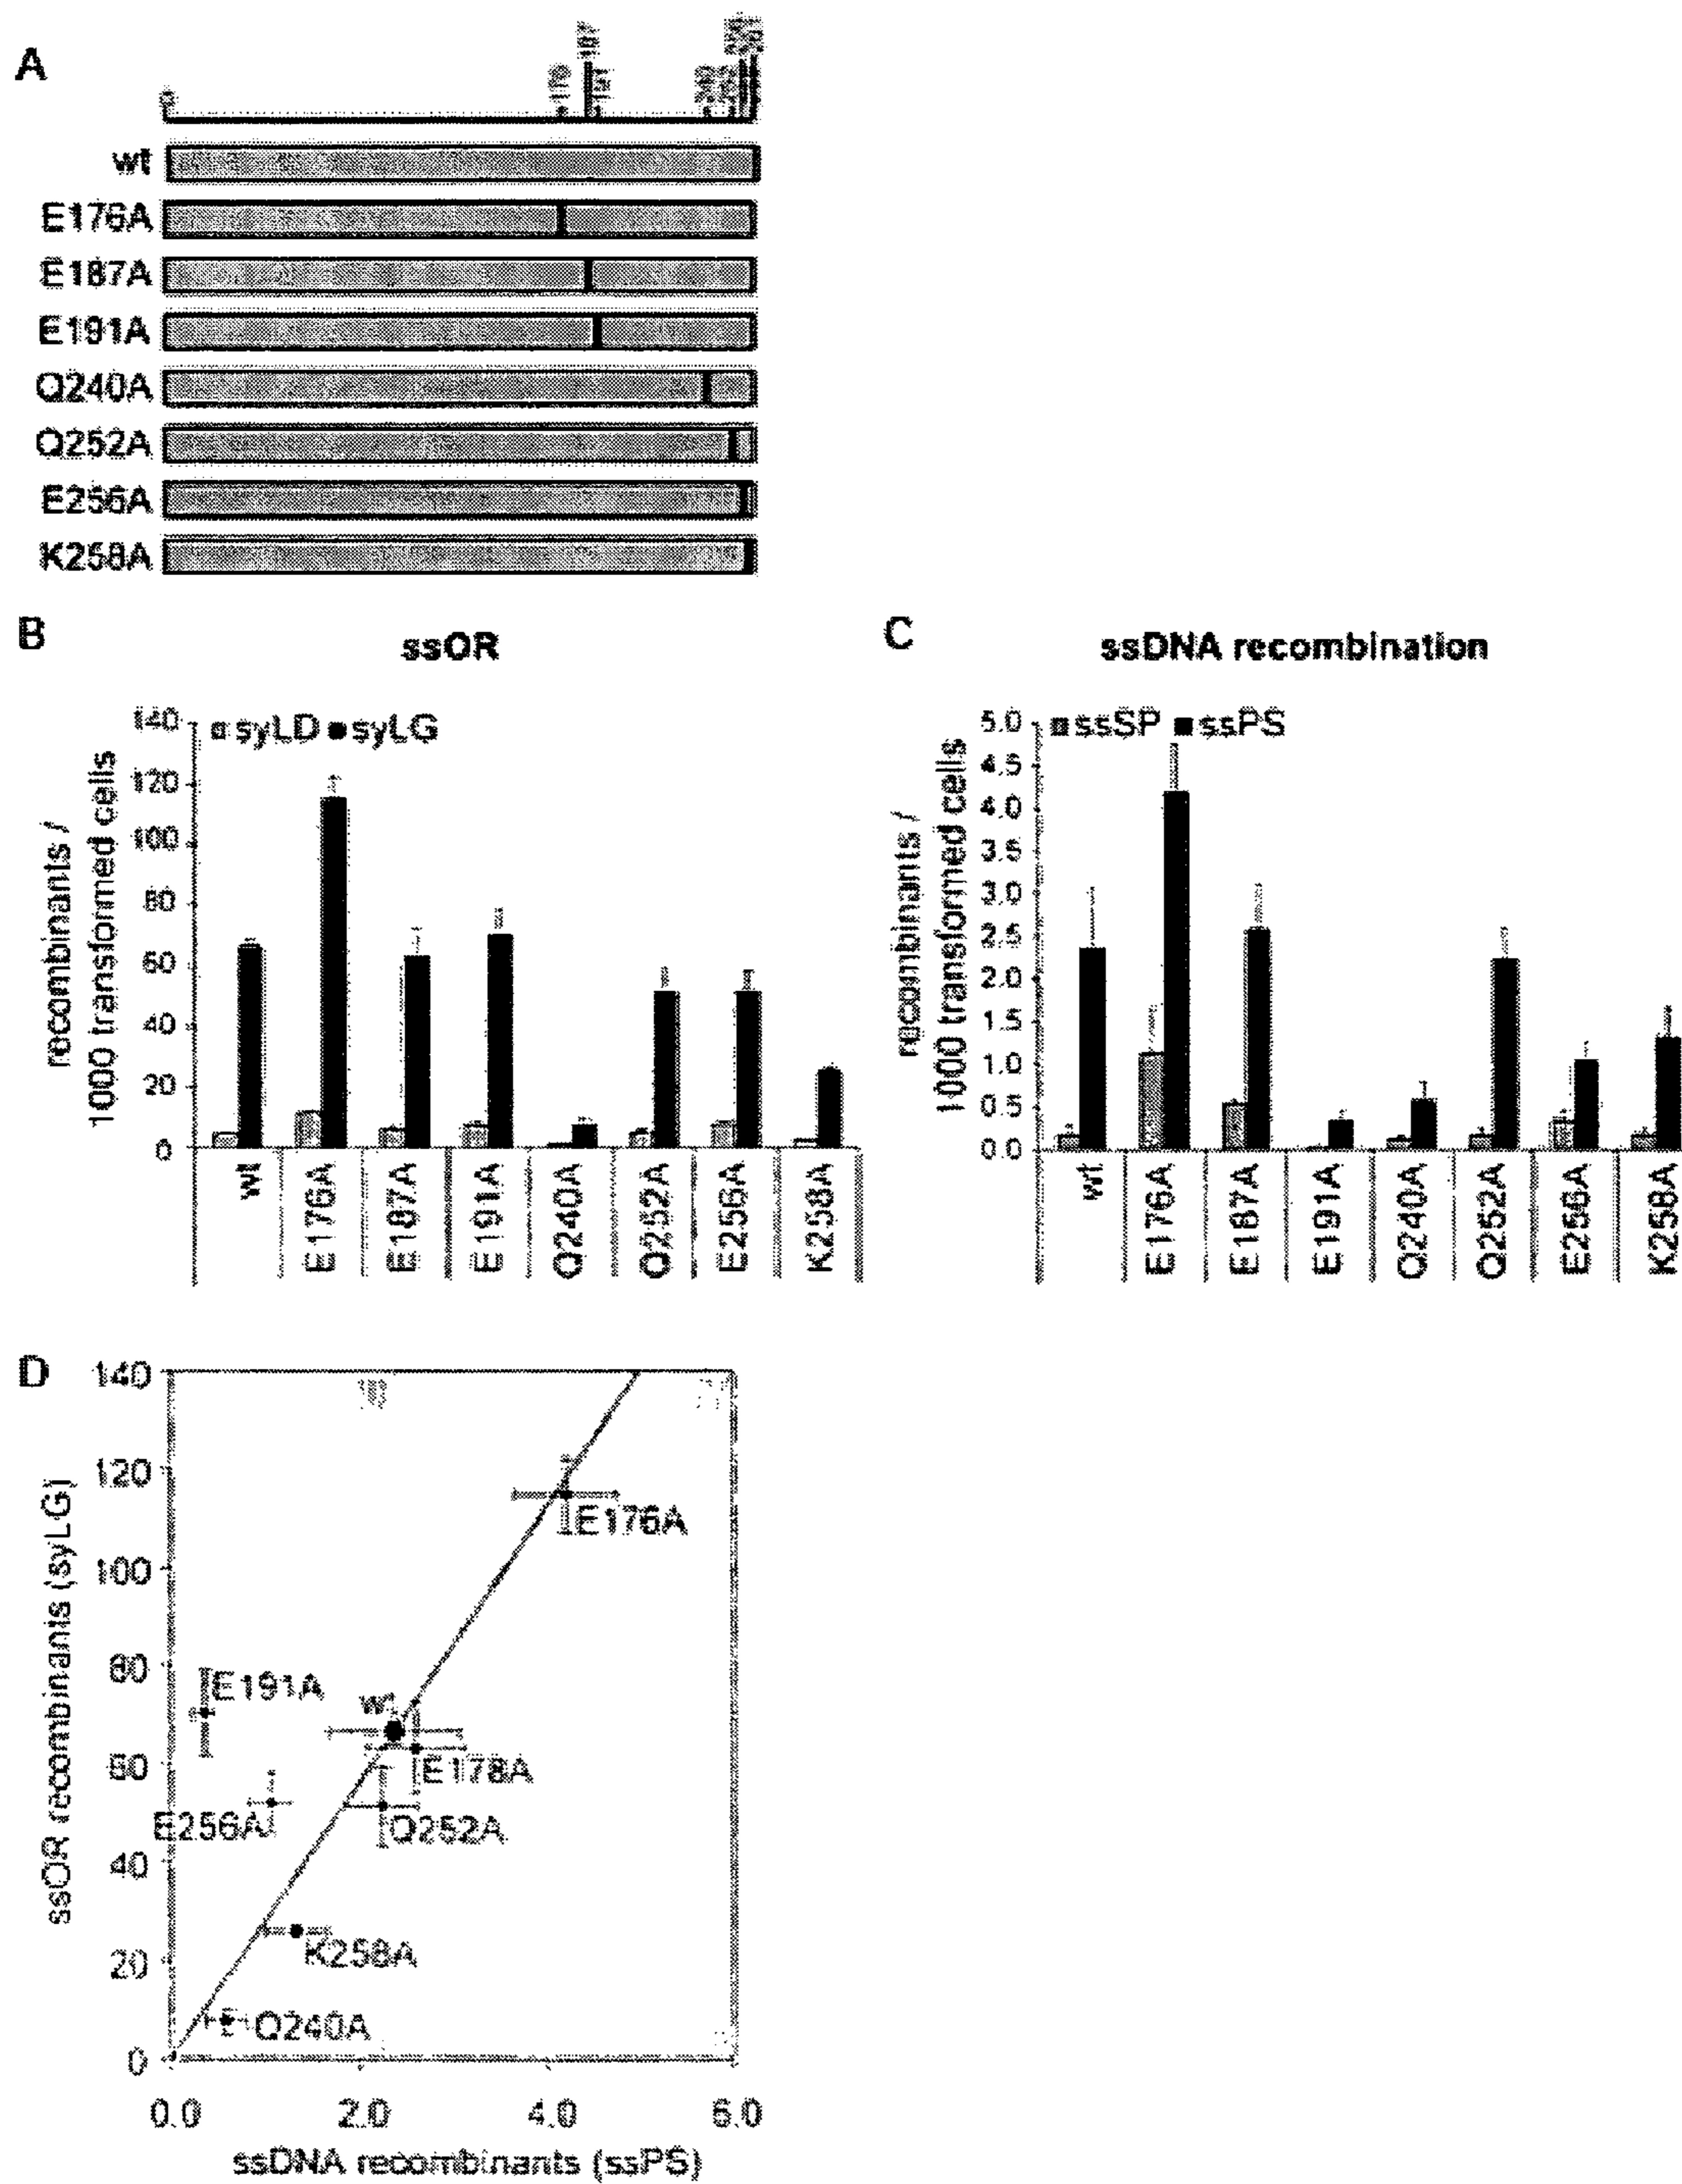 A
0
176
187
191
wt
E176A
E187A
E191A
Q240A
Q252A
E256A
K258A
B
ssOR
syLD
syLG
recombinants /
1000 transformed cells
140
120
100
80
60
40
20
0
wt
E176A
E187A
E191A
Q240A
Q252A
E256A
K258A
C
ssDNA recombination
ssSP
ssPS
recombinants /
1000 transformed cells
5.0
4.5
4.0
3.5
3.0
2.5
2.0
1.5
1.0
0.5
0.0
wt
E176A
E187A
E191A
Q240A
Q252A
E256A
K258A
D
ssOR recombinants (syLG)
140
120
100
80
60
40
20
0
E176A
E191A
wt
E178A
E256A
Q252A
K258A
Q240A
0.0
2.0
4.0
6.0
ssDNA recombinants (ssPS)